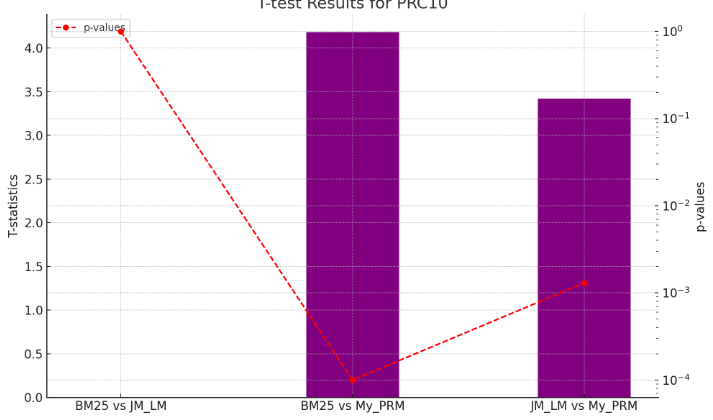 T-test Results for PRC10
p-values
T-statistics
4.0
3.5
3.0
2.5
2.0
1.5
1.0
0.5
0.0
10⁰
10⁻¹
10⁻²
10⁻³
10⁻⁴
p-values
BM25 vs JM_LM
BM25 vs My_PRM
JM_LM vs My_PRM